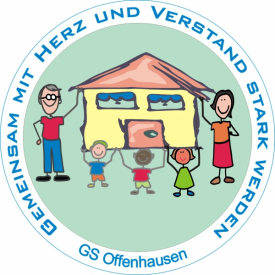 Gemeinsam mit Herz und Verstand stark werden
GS Offenhausen